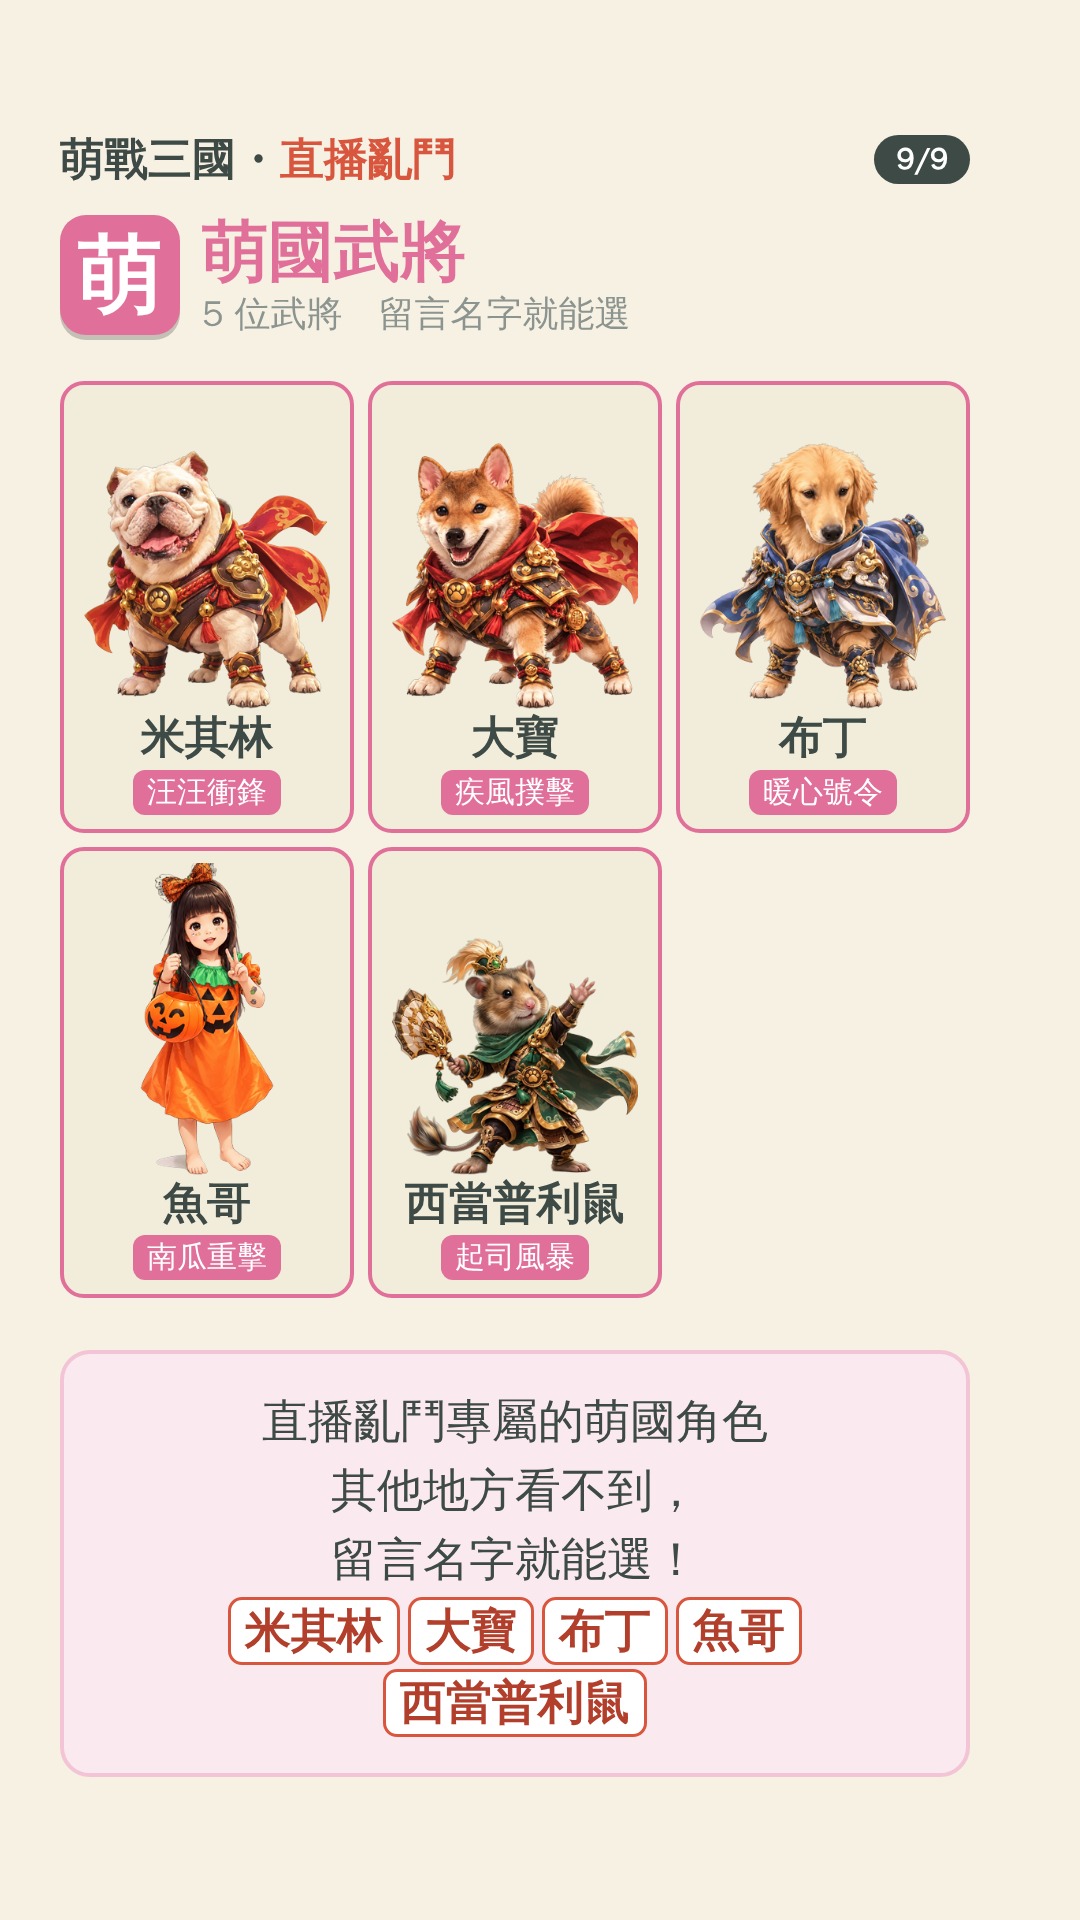 萌戰三國・直播亂鬥
9/9
萌
萌國武將
5 位武將　留言名字就能選
米其林
汪汪衝鋒
大寶
疾風撲擊
布丁
暖心號令
魚哥
南瓜重擊
西當普利鼠
起司風暴
直播亂鬥專屬的萌國角色
其他地方看不到，
留言名字就能選！
米其林 大寶 布丁 魚哥
西當普利鼠